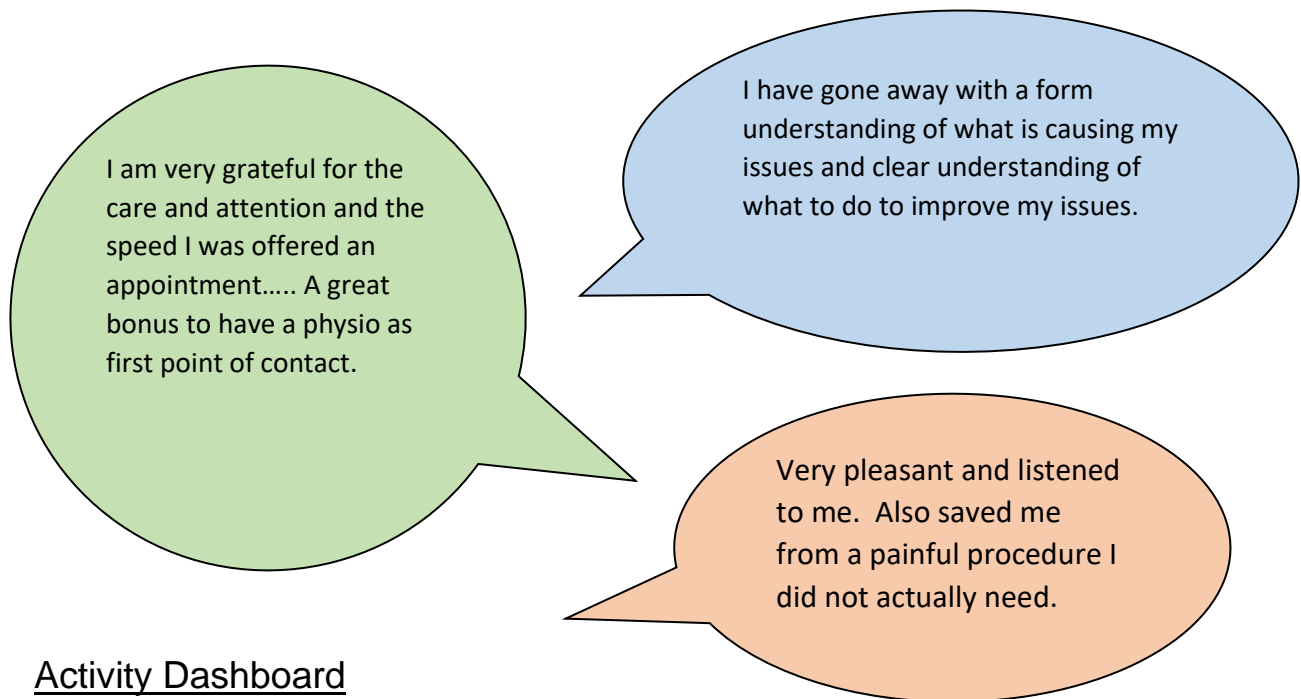 I am very grateful for the
care and attention and the
speed I was offered an
appointment..... A great
bonus to have a physio as
first point of contact.
I have gone away with a form
understanding of what is causing my
issues and clear understanding of
what to do to improve my issues.
Very pleasant and listened
to me.  Also saved me
from a painful procedure I
did not actually need.
Activity Dashboard